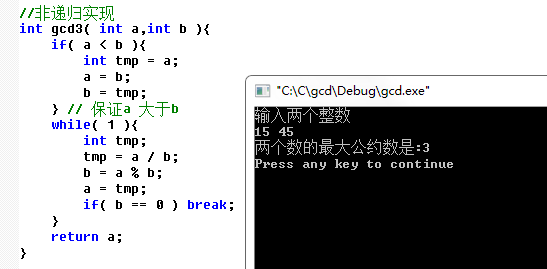 //非递归实现
int gcd3( int a,int b ){
if( a < b ){
int tmp = a;
a = b;
b = tmp;
} // 保证a 大于b
while( 1 ){
int tmp;
tmp = a / b;
b = a % b;
a = tmp;
if( b == 0 ) break;
}
return a;
}
"C:\C\gcd\Debug\gcd.exe"
输入两个整数
15 45
两个数的最大公约数是:3
Press any key to continue